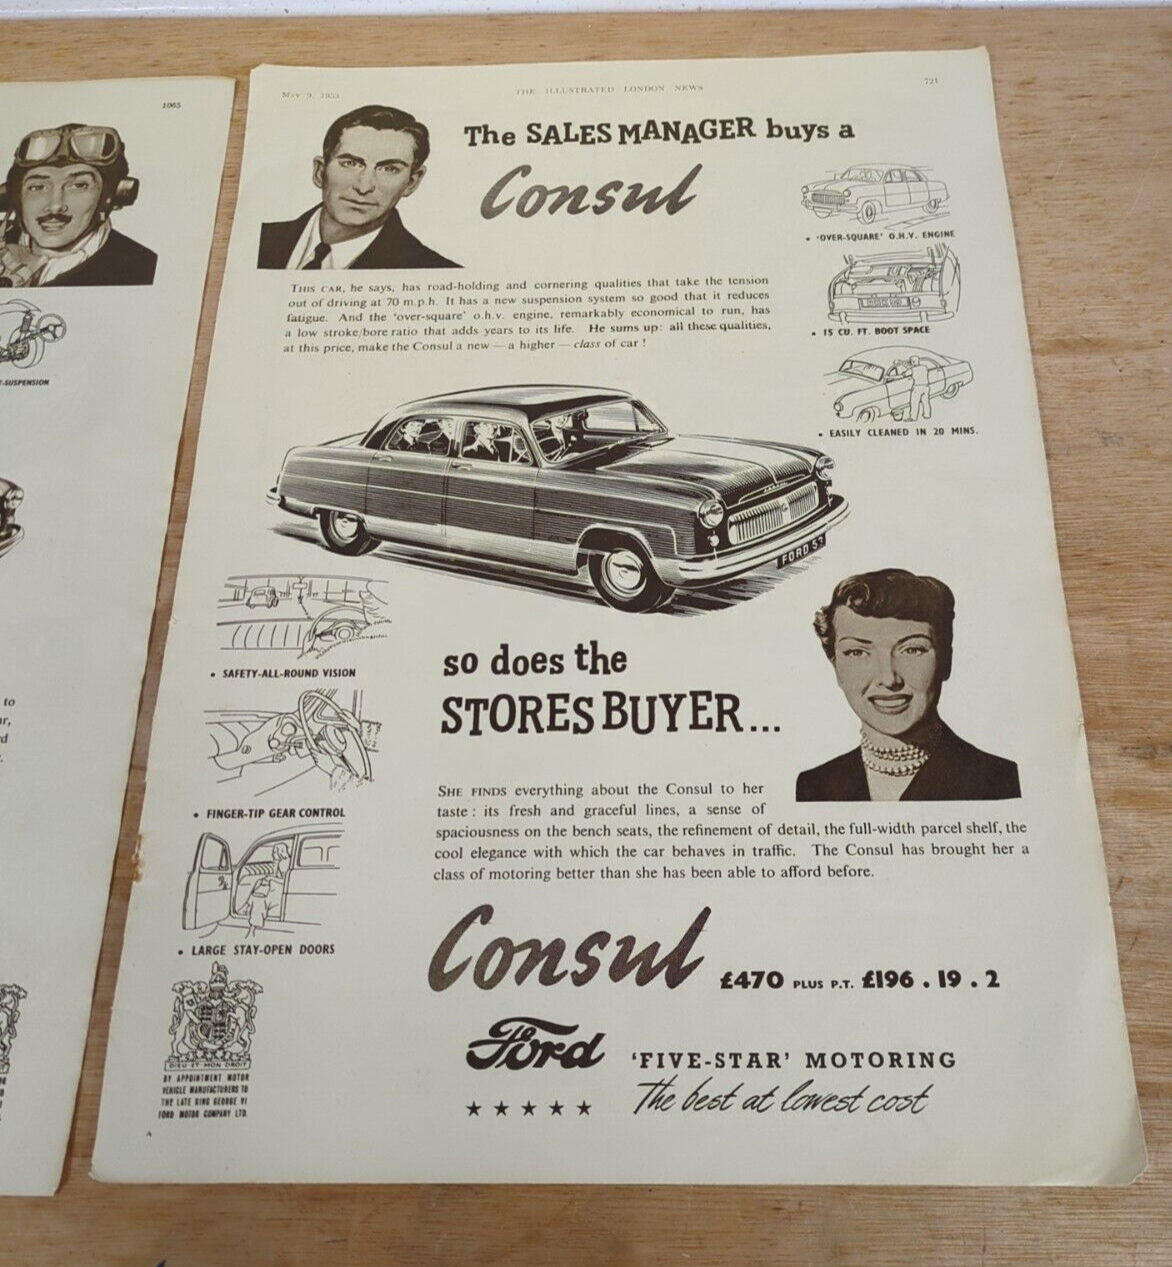 1065
T-SUSPENSION
to
ar,
d
May 9, 1953
THE ILLUSTRATED LONDON NEWS
721
The SALES MANAGER buys a
Consul
• 'OVER-SQUARE' O.H.V. ENGINE
• 15 CU. FT. BOOT SPACE
• EASILY CLEANED IN 20 MINS.
THIS CAR, he says, has road-holding and cornering qualities that take the tension
out of driving at 70 m.p.h. It has a new suspension system so good that it reduces
fatigue. And the 'over-square' o.h.v. engine, remarkably economical to run, has
a low stroke/bore ratio that adds years to its life. He sums up: all these qualities,
at this price, make the Consul a new — a higher — class of car !
FORD 53
• SAFETY-ALL-ROUND VISION
• FINGER-TIP GEAR CONTROL
• LARGE STAY-OPEN DOORS
so does the
STORES BUYER...
SHE FINDS everything about the Consul to her
taste : its fresh and graceful lines, a sense of
spaciousness on the bench seats, the refinement of detail, the full-width parcel shelf, the
cool elegance with which the car behaves in traffic. The Consul has brought her a
class of motoring better than she has been able to afford before.
Consul £470 PLUS P.T. £196 . 19 . 2
Ford 'FIVE-STAR' MOTORING
★ ★ ★ ★ ★ The best at lowest cost
DIEU ET MON DROIT
BY APPOINTMENT MOTOR
VEHICLE MANUFACTURERS TO
THE LATE KING GEORGE VI
FORD MOTOR COMPANY LTD.
A